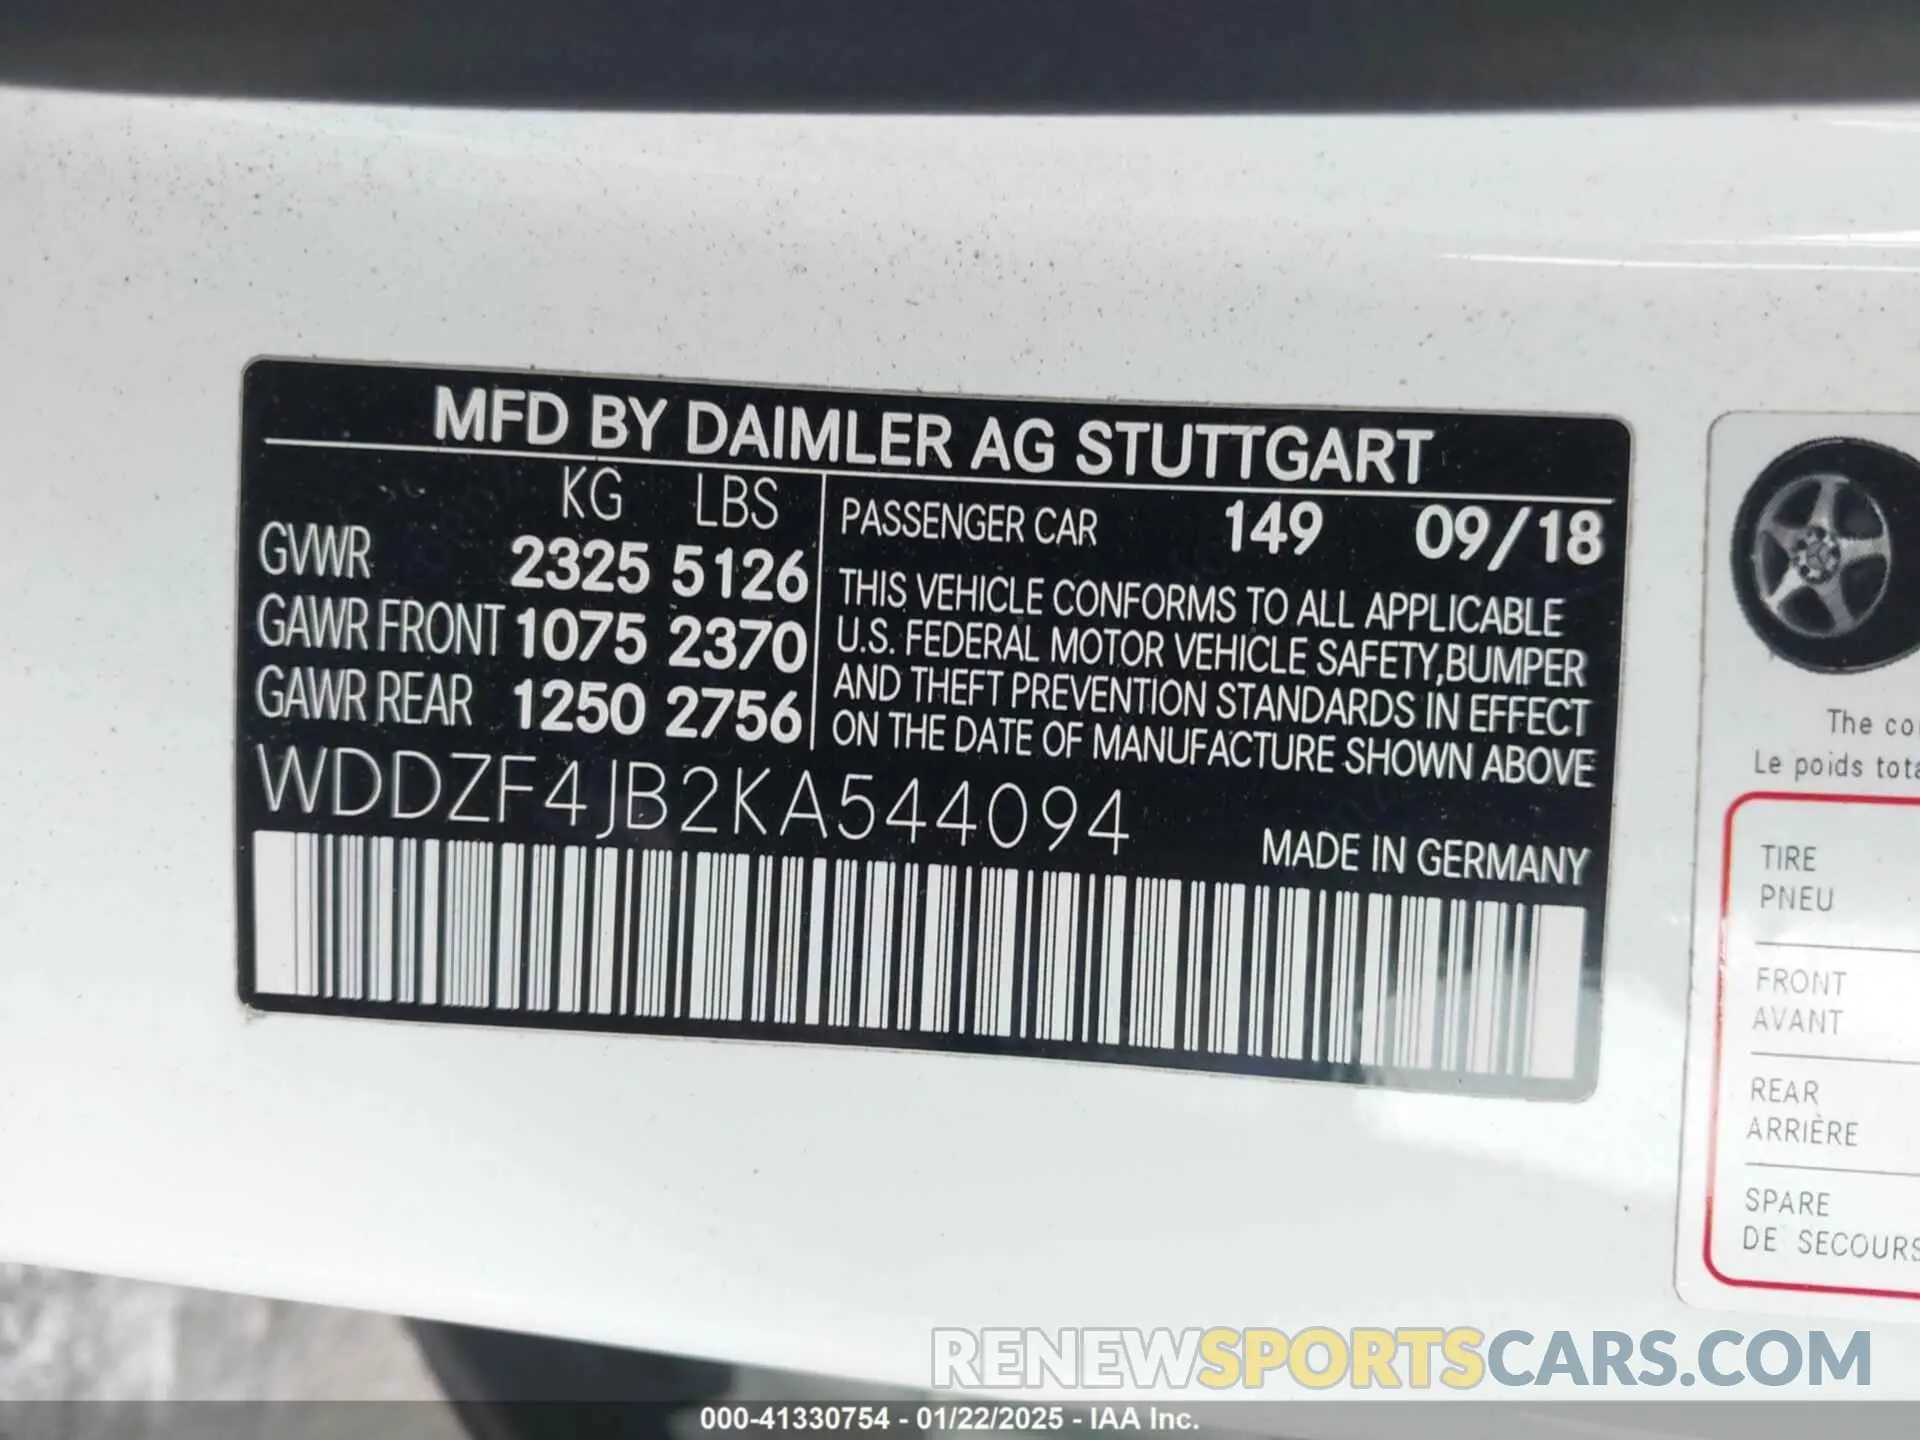 MFD BY DAIMLER AG STUTTGART
KG LBS
GVWR 2325 5126
GAWR FRONT 1075 2370
GAWR REAR 1250 2756
PASSENGER CAR 149 09/18
THIS VEHICLE CONFORMS TO ALL APPLICABLE
U.S. FEDERAL MOTOR VEHICLE SAFETY,BUMPER
AND THEFT PREVENTION STANDARDS IN EFFECT
ON THE DATE OF MANUFACTURE SHOWN ABOVE
WDDZF4JB2KA544094
MADE IN GERMANY
The
Le poids
TIRE
PNEU
FRONT
AVANT
REAR
ARRIÈRE
SPARE
DE SECOURS
RENEWSPORTSCARS.COM
000-41330754 - 01/22/2025 - IAA Inc.